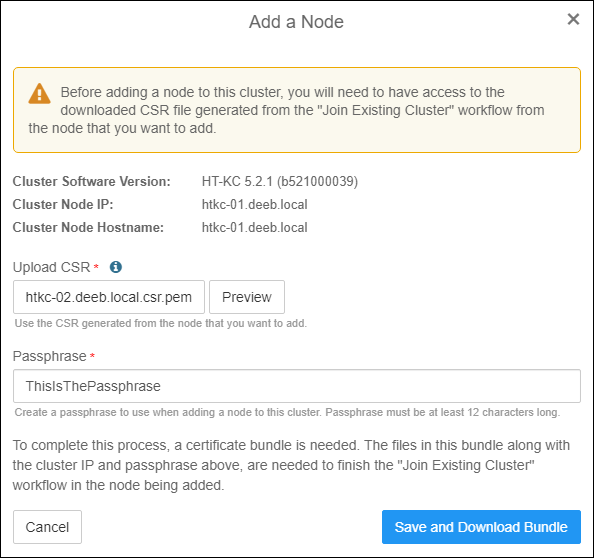 Add a Node
Before adding a node to this cluster, you will need to have access to the
downloaded CSR file generated from the "Join Existing Cluster" workflow from
the node that you want to add.
Cluster Software Version: HT-KC 5.2.1 (b521000039)
Cluster Node IP: htkc-01.deeb.local
Cluster Node Hostname: htkc-01.deeb.local
Upload CSR *
htkc-02.deeb.local.csr.pem Preview
Use the CSR generated from the node that you want to add.
Passphrase *
ThisIsThePassphrase
Create a passphrase to use when adding a node to this cluster. Passphrase must be at least 12 characters long.
To complete this process, a certificate bundle is needed. The files in this bundle along with
the cluster IP and passphrase above, are needed to finish the "Join Existing Cluster"
workflow in the node being added.
Cancel Save and Download Bundle